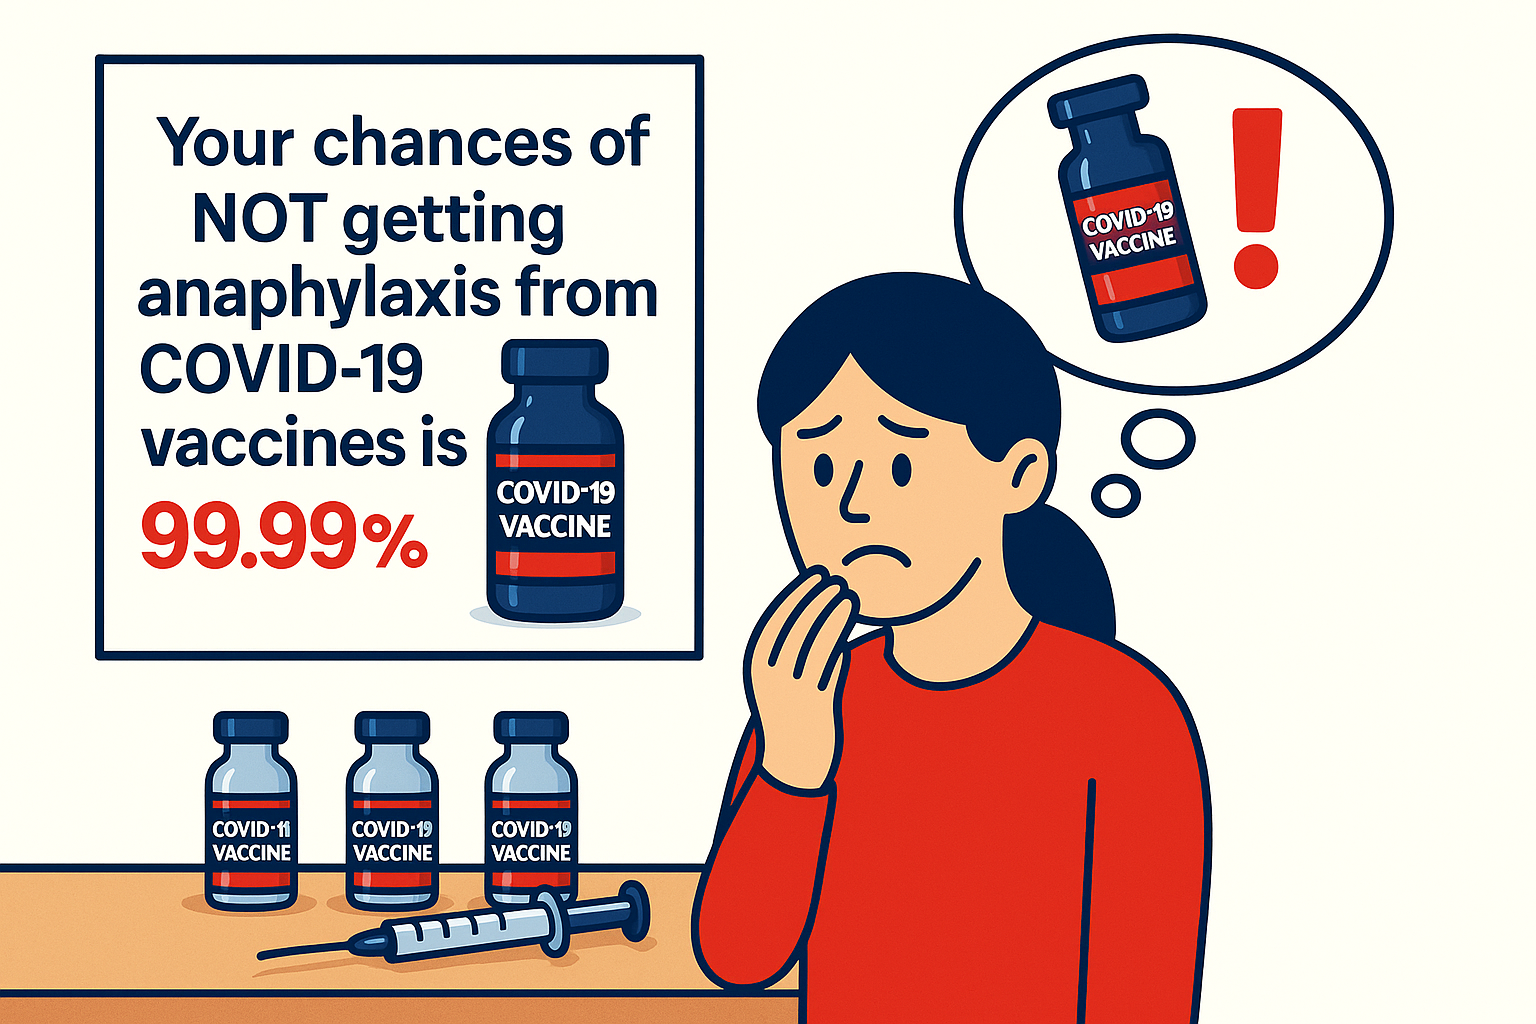 Your chances of
NOT getting
anaphylaxis from
COVID-19
vaccines is
99.99%
COVID-19
VACCINE
COVID-19
VACCINE
!
COVID-11
VACCINE
COVID-19
VACCINE
COVID-19
VACCINE